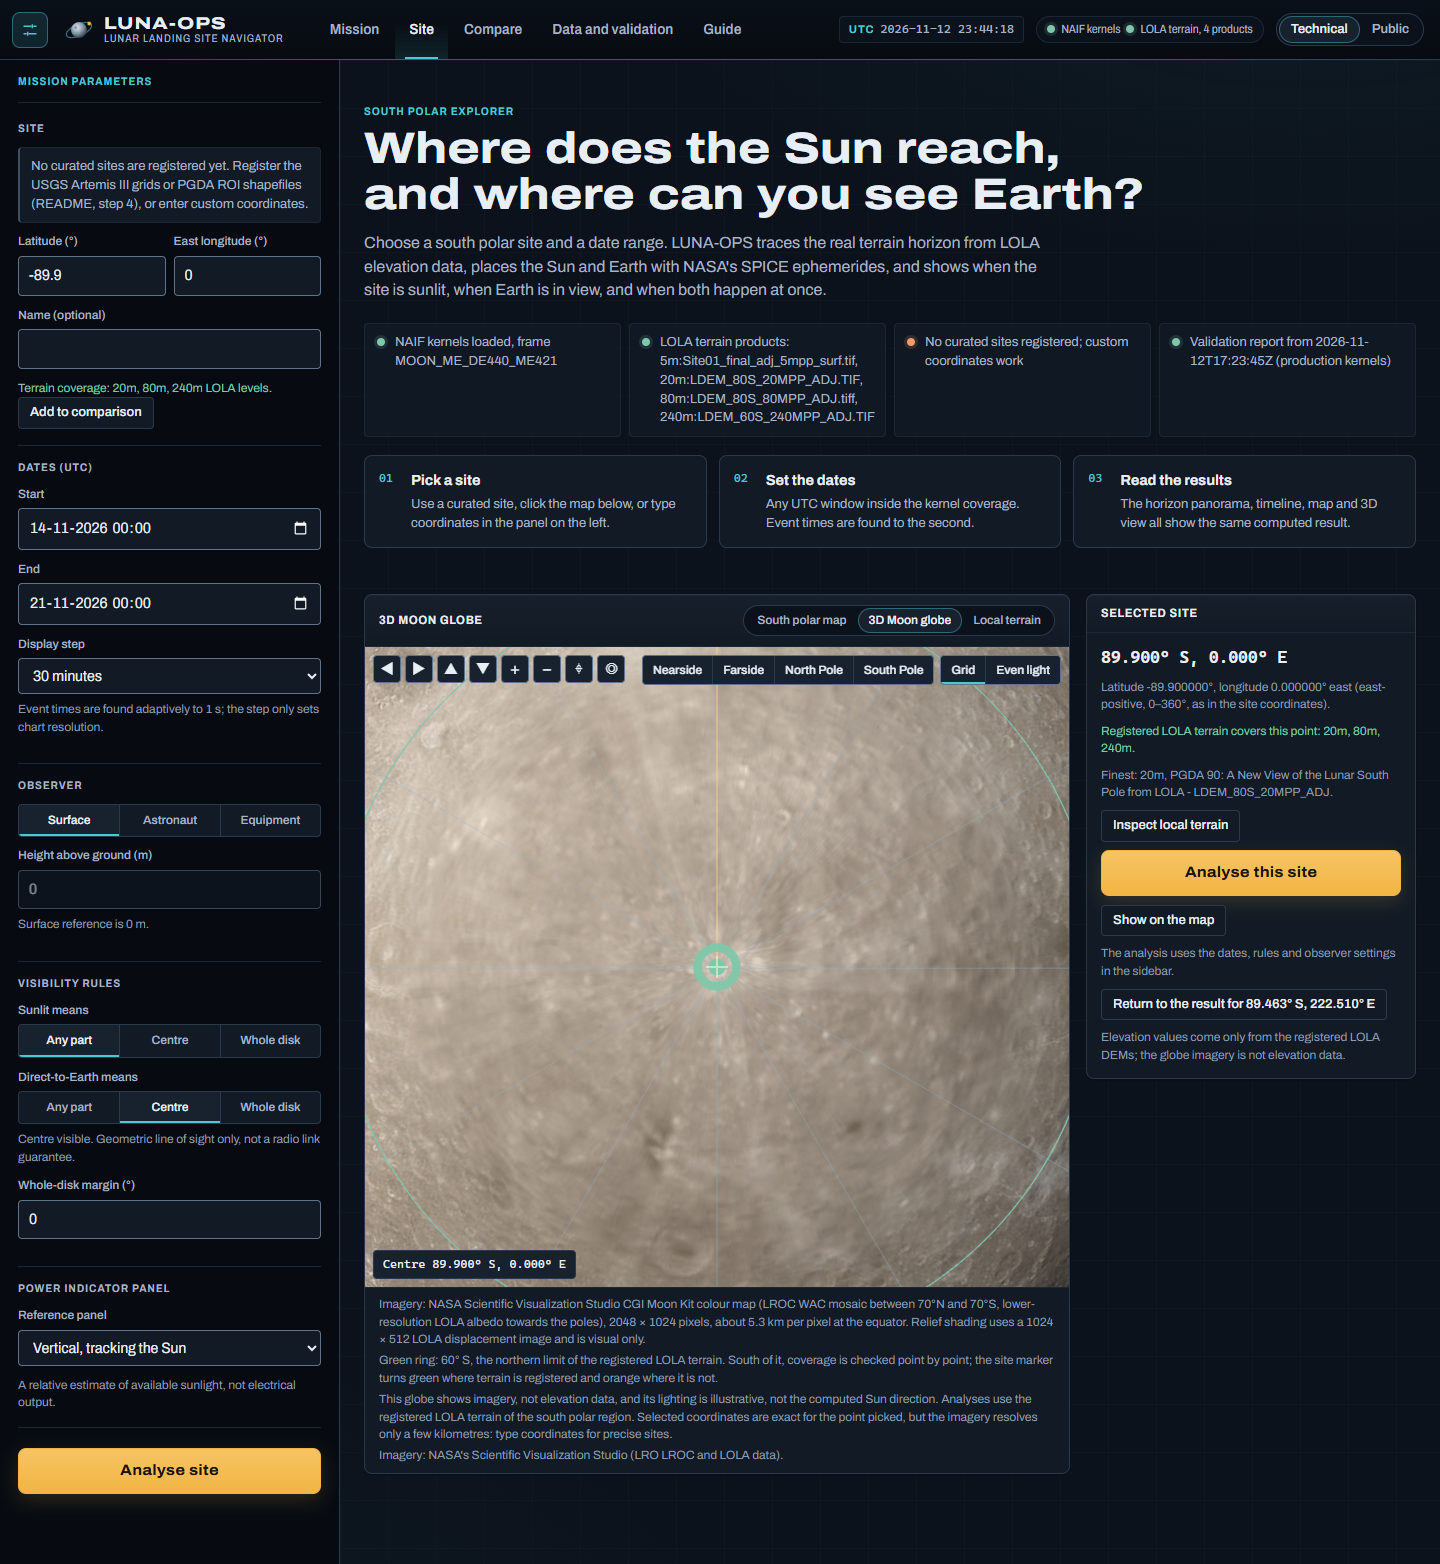 LUNA-OPS
LUNAR LANDING SITE NAVIGATOR
Mission
Site
Compare
Data and validation
Guide
UTC 2026-11-12 23:44:18
NAIF kernels
LOLA terrain, 4 products
Technical
Public
MISSION PARAMETERS
SITE
No curated sites are registered yet. Register the
USGS Artemis III grids or PGDA ROI shapefiles
(README, step 4), or enter custom coordinates.
Latitude (°)
East longitude (°)
-89.9
0
Name (optional)
Terrain coverage: 20m, 80m, 240m LOLA levels.
Add to comparison
DATES (UTC)
Start
14-11-2026 00:00
End
21-11-2026 00:00
Display step
30 minutes
Event times are found adaptively to 1 s; the step only sets
chart resolution.
OBSERVER
Surface
Astronaut
Equipment
Height above ground (m)
0
Surface reference is 0 m.
VISIBILITY RULES
Sunlit means
Any part
Centre
Whole disk
Direct-to-Earth means
Any part
Centre
Whole disk
Centre visible. Geometric line of sight only, not a radio link
guarantee.
Whole-disk margin (°)
0
POWER INDICATOR PANEL
Reference panel
Vertical, tracking the Sun
A relative estimate of available sunlight, not electrical
output.
Analyse site
SOUTH POLAR EXPLORER
Where does the Sun reach,
and where can you see Earth?
Choose a south polar site and a date range. LUNA-OPS traces the real terrain horizon from LOLA
elevation data, places the Sun and Earth with NASA's SPICE ephemerides, and shows when the
site is sunlit, when Earth is in view, and when both happen at once.
NAIF kernels loaded, frame
MOON_ME_DE440_ME421
LOLA terrain products:
5m:Site01_final_adj_5mpp_surf.tif,
20m:LDEM_80S_20MPP_ADJ.TIF,
80m:LDEM_80S_80MPP_ADJ.tiff,
240m:LDEM_60S_240MPP_ADJ.TIF
No curated sites registered; custom
coordinates work
Validation report from 2026-11-
12T17:23:45Z (production kernels)
01
Pick a site
Use a curated site, click the map below, or type
coordinates in the panel on the left.
02
Set the dates
Any UTC window inside the kernel coverage.
Event times are found to the second.
03
Read the results
The horizon panorama, timeline, map and 3D
view all show the same computed result.
3D MOON GLOBE
South polar map
3D Moon globe
Local terrain
+
−
Nearside
Farside
North Pole
South Pole
Grid
Even light
Centre 89.900° S, 0.000° E
Imagery: NASA Scientific Visualization Studio CGI Moon Kit colour map (LROC WAC mosaic between 70°N and 70°S, lower-
resolution LOLA albedo towards the poles), 2048 × 1024 pixels, about 5.3 km per pixel at the equator. Relief shading uses a 1024
× 512 LOLA displacement image and is visual only.
Green ring: 60° S, the northern limit of the registered LOLA terrain. South of it, coverage is checked point by point; the site marker
turns green where terrain is registered and orange where it is not.
This globe shows imagery, not elevation data, and its lighting is illustrative, not the computed Sun direction. Analyses use the
registered LOLA terrain of the south polar region. Selected coordinates are exact for the point picked, but the imagery resolves
only a few kilometres: type coordinates for precise sites.
Imagery: NASA's Scientific Visualization Studio (LRO LROC and LOLA data).
SELECTED SITE
89.900° S, 0.000° E
Latitude -89.900000°, longitude 0.000000° east (east-
positive, 0–360°, as in the site coordinates).
Registered LOLA terrain covers this point: 20m, 80m,
240m.
Finest: 20m, PGDA 90: A New View of the Lunar South
Pole from LOLA - LDEM_80S_20MPP_ADJ.
Inspect local terrain
Analyse this site
Show on the map
The analysis uses the dates, rules and observer settings
in the sidebar.
Return to the result for 89.463° S, 222.510° E
Elevation values come only from the registered LOLA
DEMs; the globe imagery is not elevation data.